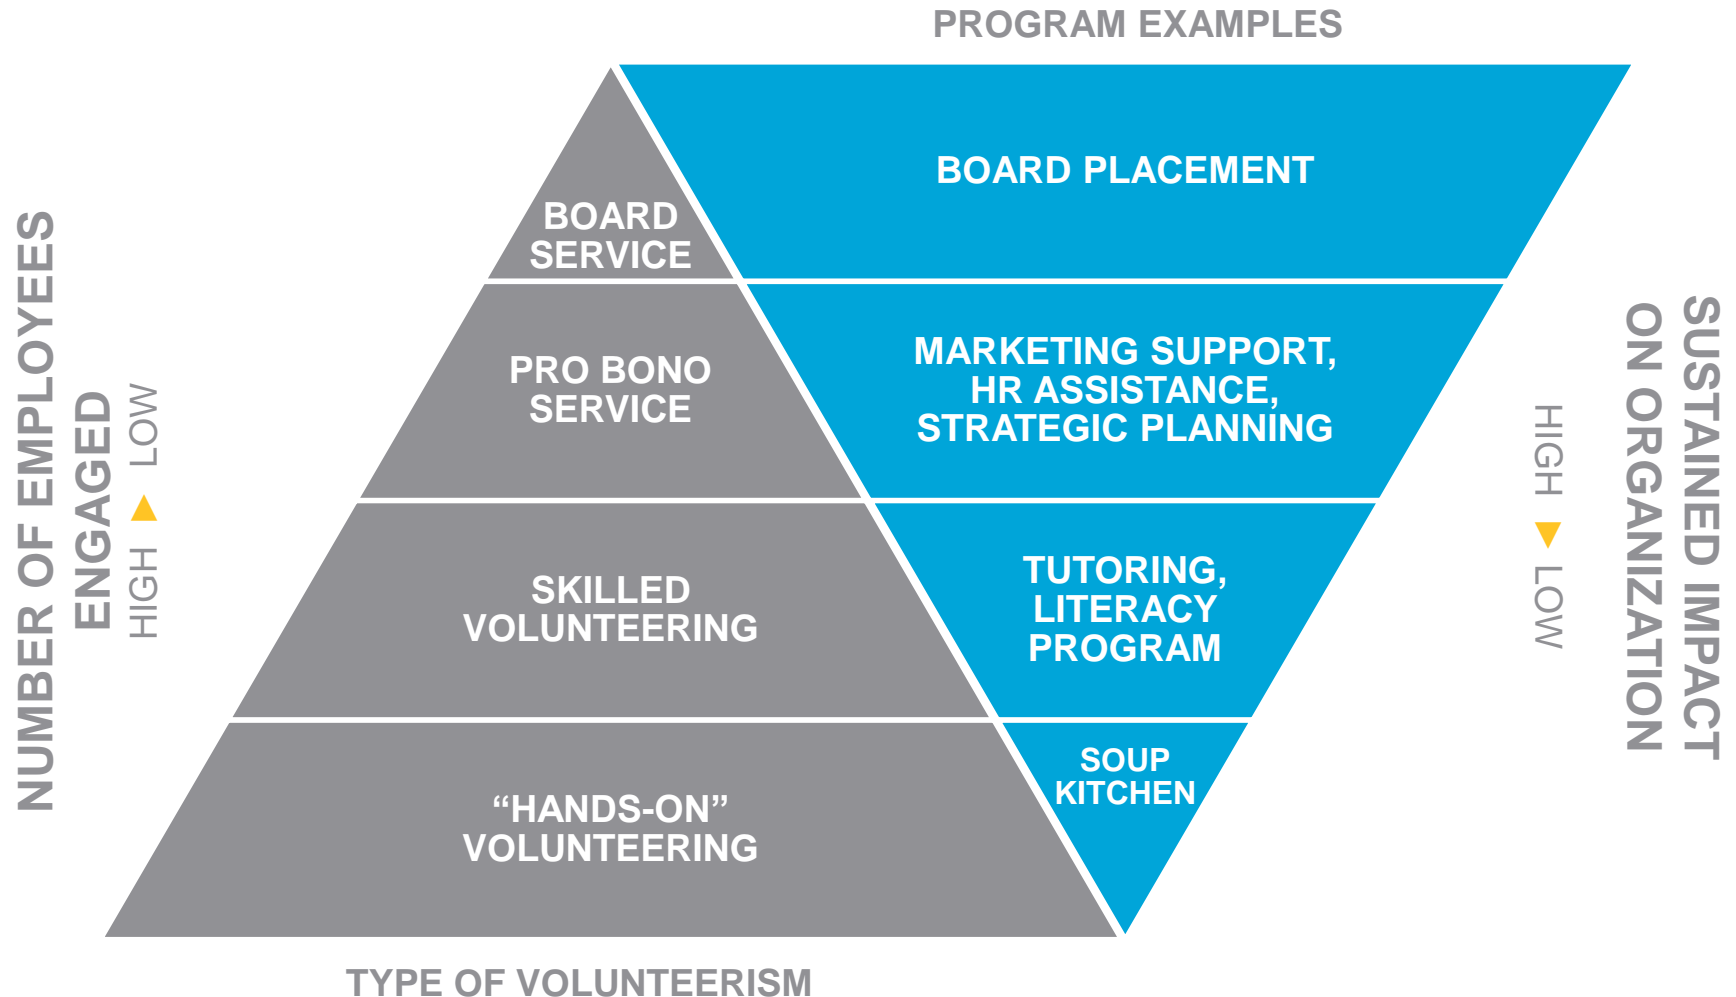 PROGRAM EXAMPLES
NUMBER OF EMPLOYEES
ENGAGED
HIGH ▶ LOW
BOARD
SERVICE
BOARD PLACEMENT
PRO BONO
SERVICE
MARKETING SUPPORT,
HR ASSISTANCE,
STRATEGIC PLANNING
SKILLED
VOLUNTEERING
TUTORING,
LITERACY
PROGRAM
“HANDS-ON”
VOLUNTEERING
SOUP
KITCHEN
SUSTAINED IMPACT
ON ORGANIZATION
HIGH ▶ LOW
TYPE OF VOLUNTEERISM